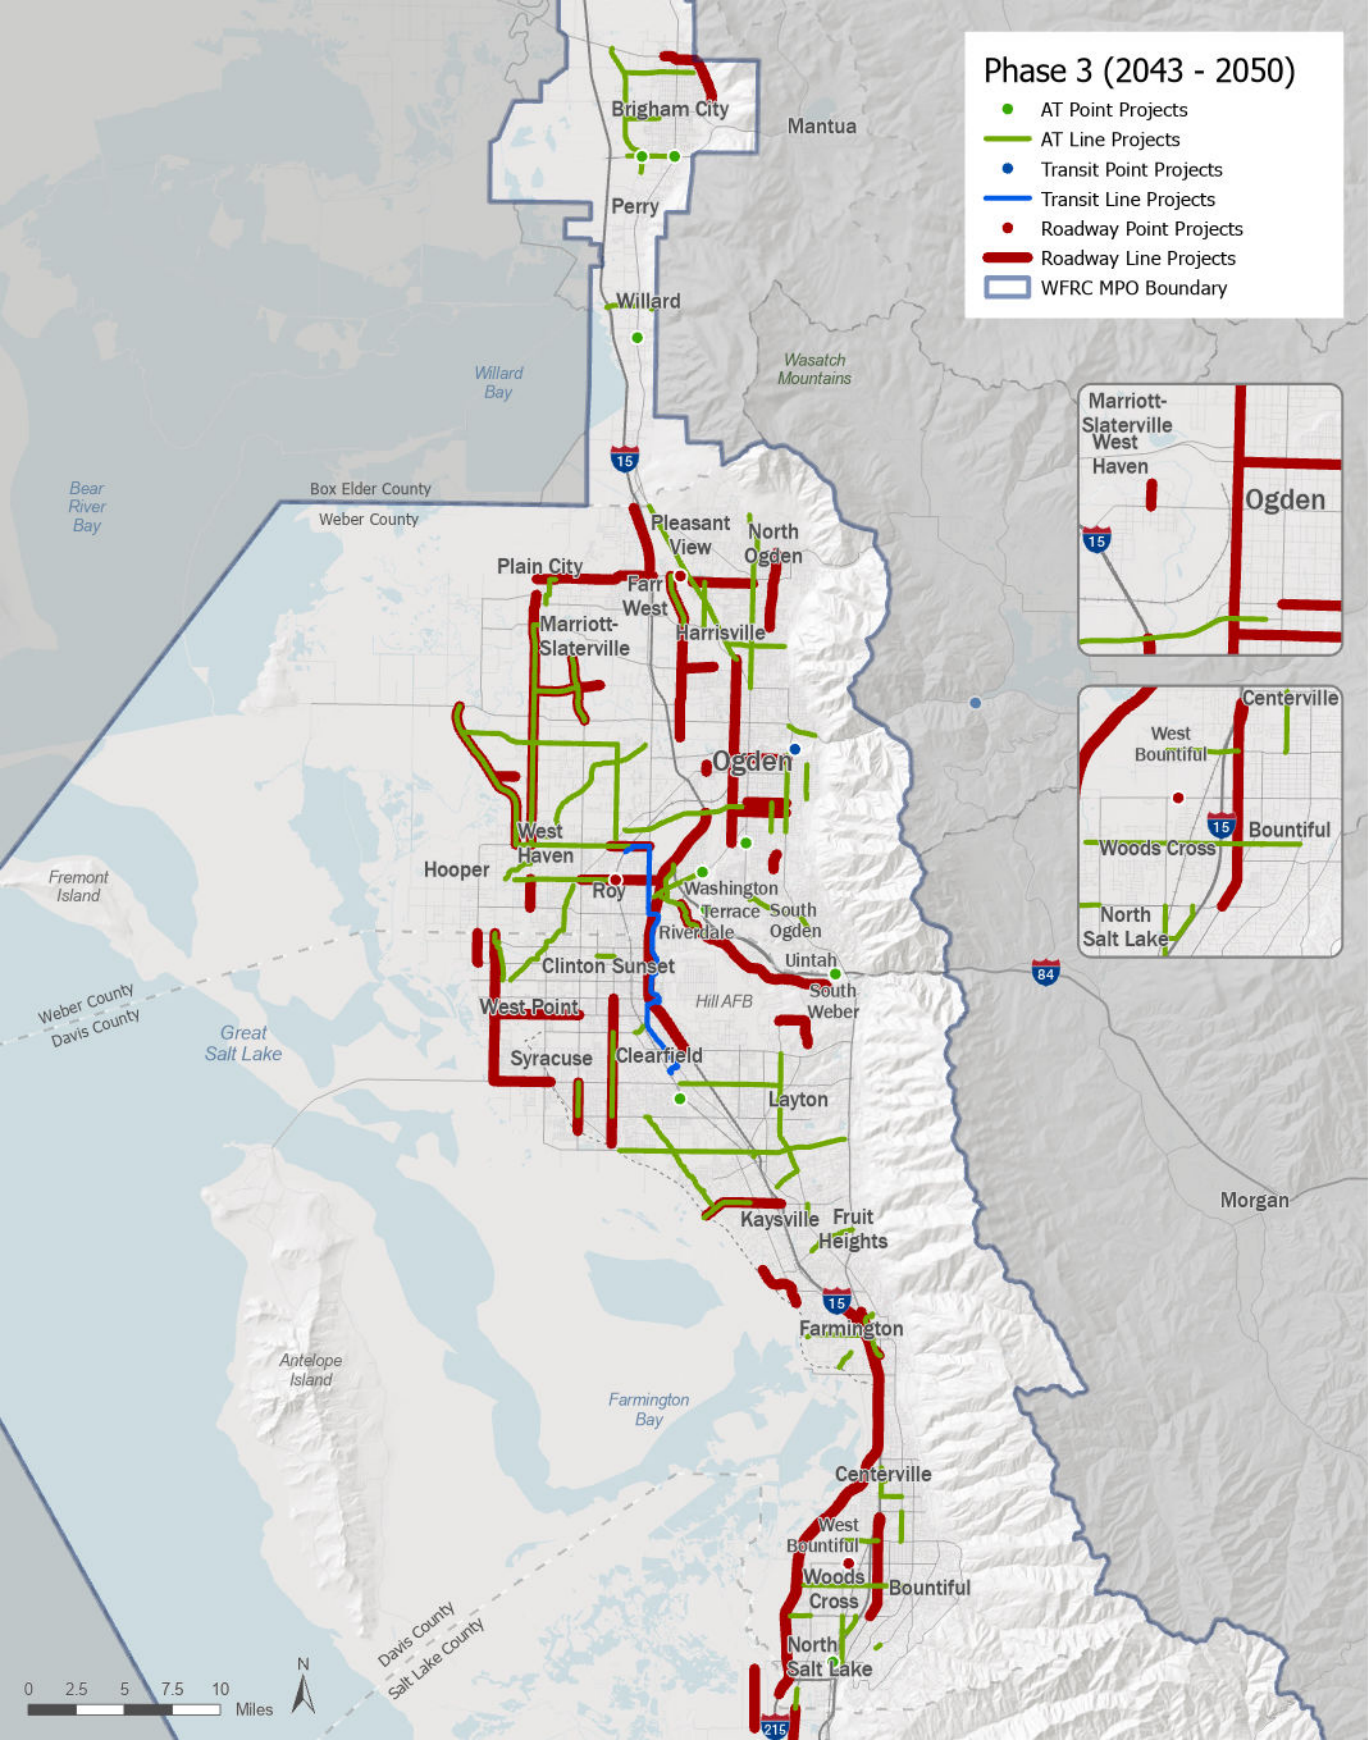 Phase 3 (2043 - 2050)
AT Point Projects
AT Line Projects
Transit Point Projects
Transit Line Projects
Roadway Point Projects
Roadway Line Projects
WFRC MPO Boundary
Brigham City
Mantua
Perry
Willard
Wasatch
Mountains
Willard
Bay
15
Box Elder County
Weber County
Bear
River
Bay
Pleasant
View
North
Ogden
Plain City
Farr
West
Marriott-
Slaterville
Harrisville
Ogden
West
Haven
Hooper
Roy
Washington
Terrace
South
Ogden
Riverdale
Fremont
Island
Clinton
Sunset
Uintah
South
Weber
Hill AFB
West Point
Weber County
Davis County
Great
Salt Lake
Syracuse
Clearfield
Layton
84
Morgan
Kaysville
Fruit
Heights
15
Farmington
Antelope
Island
Farmington
Bay
Centerville
West
Bountiful
Woods
Cross
Bountiful
North
Salt Lake
Davis County
Salt Lake County
215
N
0
2.5
5
7.5
10
Miles
Marriott-
Slaterville
West
Haven
Ogden
15
Centerville
West
Bountiful
15
Bountiful
Woods Cross
North
Salt Lake